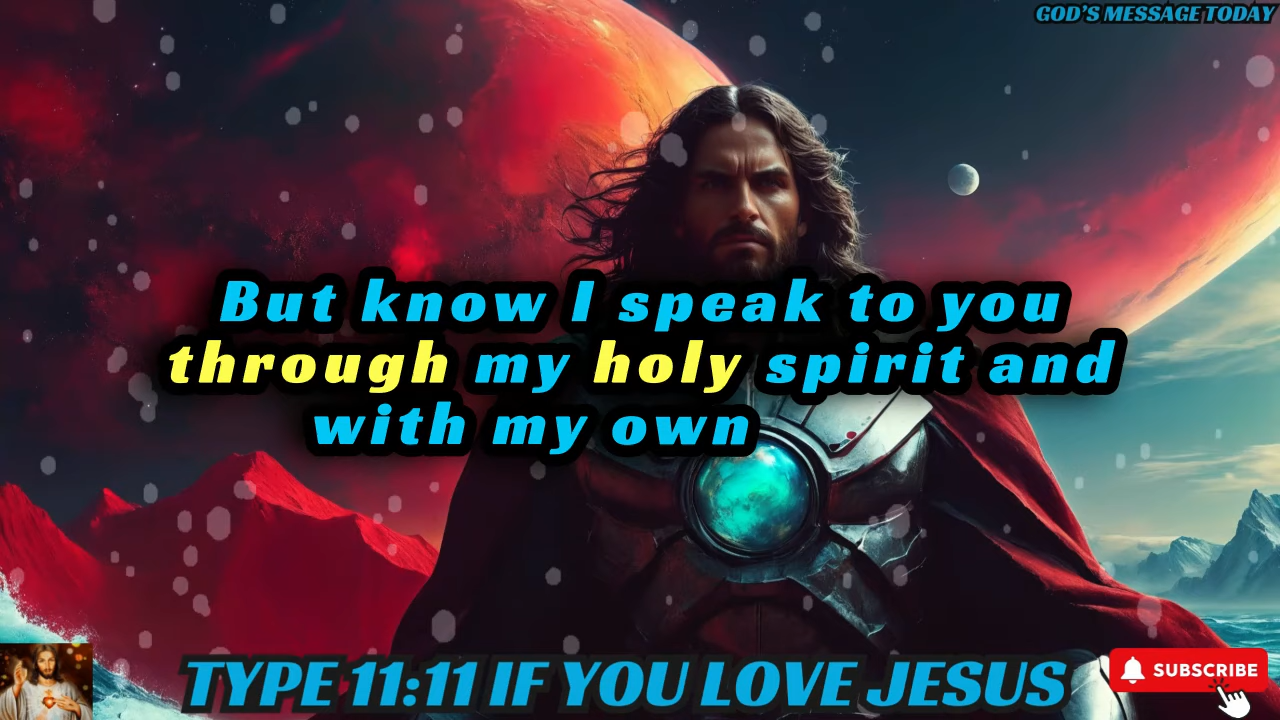 GOD'S MESSAGE TODAY
But know I speak to you
through my holy spirit and
with my own
TYPE 11:11 IF YOU LOVE JESUS
SUBSCRIBE